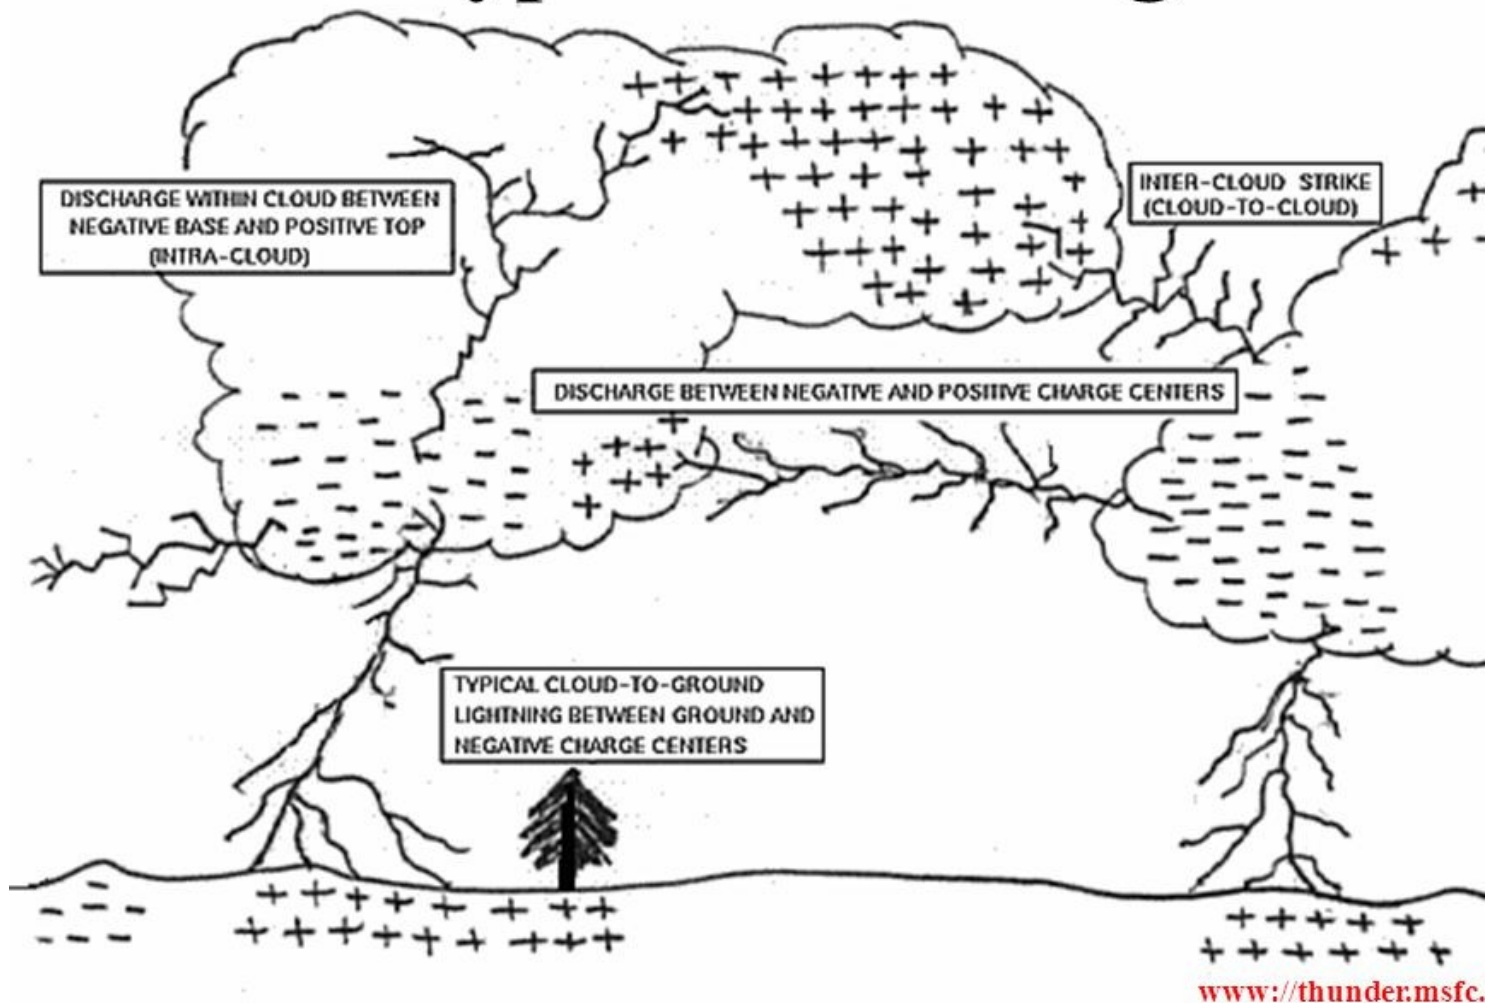 DISCHARGE WITHIN CLOUD BETWEEN
NEGATIVE BASE AND POSITIVE TOP
(INTRA-CLOUD)
INTER-CLOUD STRIKE
(CLOUD-TO-CLOUD)
DISCHARGE BETWEEN NEGATIVE AND POSITIVE CHARGE CENTERS
TYPICAL CLOUD-TO-GROUND
LIGHTNING BETWEEN GROUND AND
NEGATIVE CHARGE CENTERS
www://thunder.msfc.